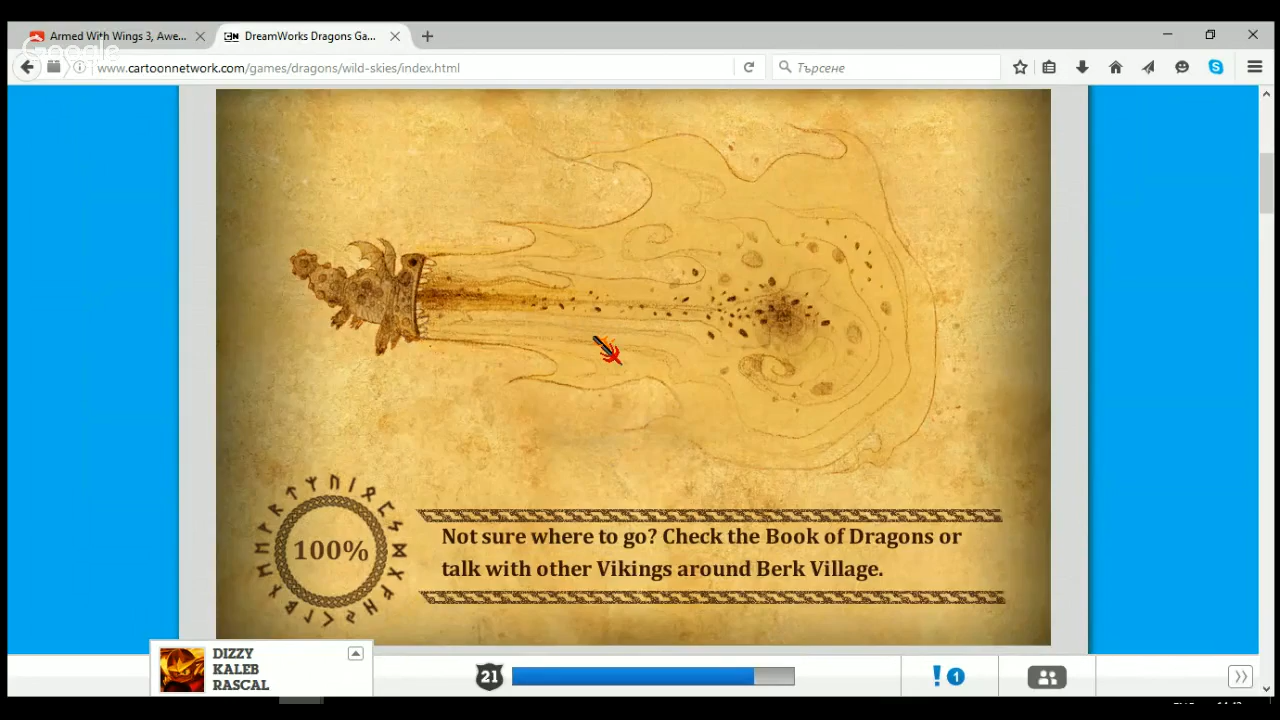 Armed With Wings 3, Awe...
CN DreamWorks Dragons Ga...
Google
www.cartoonnetwork.com/games/dragons/wild-skies/index.html
Търсене
100%
Not sure where to go? Check the Book of Dragons or
talk with other Vikings around Berk Village.
DIZZY
KALEB
RASCAL
21
! 1